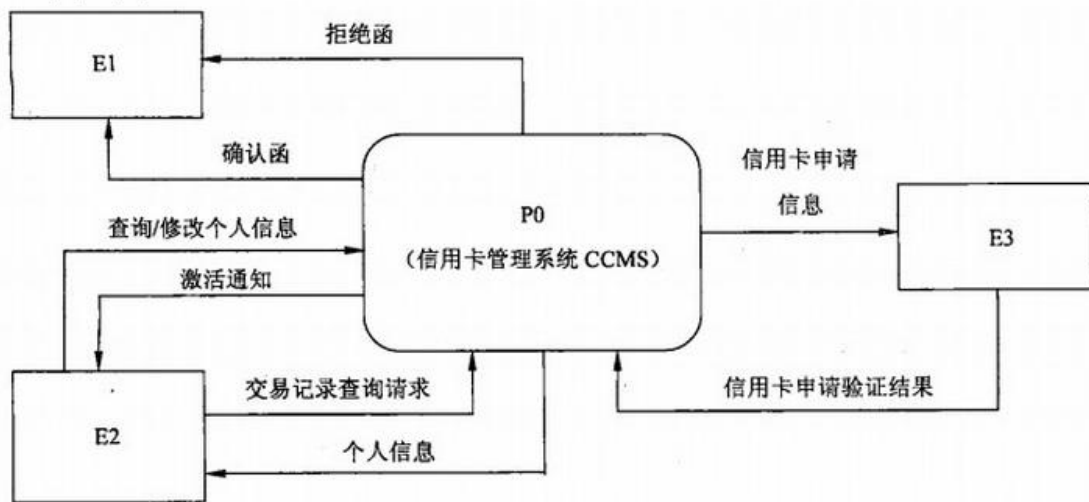 拒绝函
E1
确认函
P0
(信用卡管理系统 CCMS)
信用卡申请
信息
E3
查询/修改个人信息
激活通知
交易记录查询请求
信用卡申请验证结果
E2
个人信息